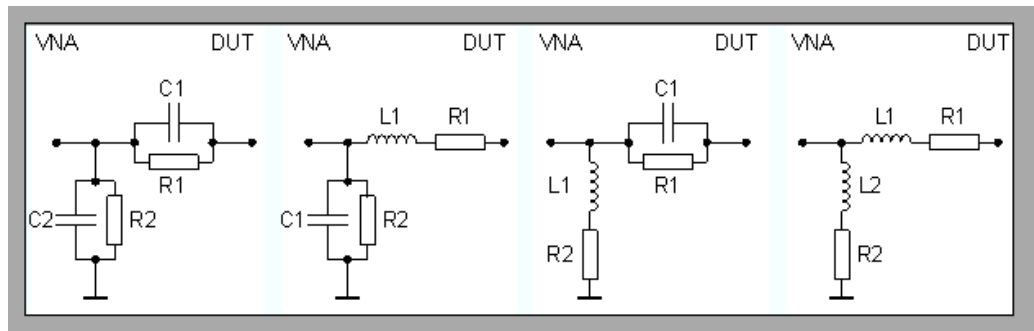 VNA DUT VNA DUT VNA DUT VNA DUT
C1 C1
L1 R1 L1 R1
R1 R1
L1 L2
C2 R2 C1 R2
R2 R2